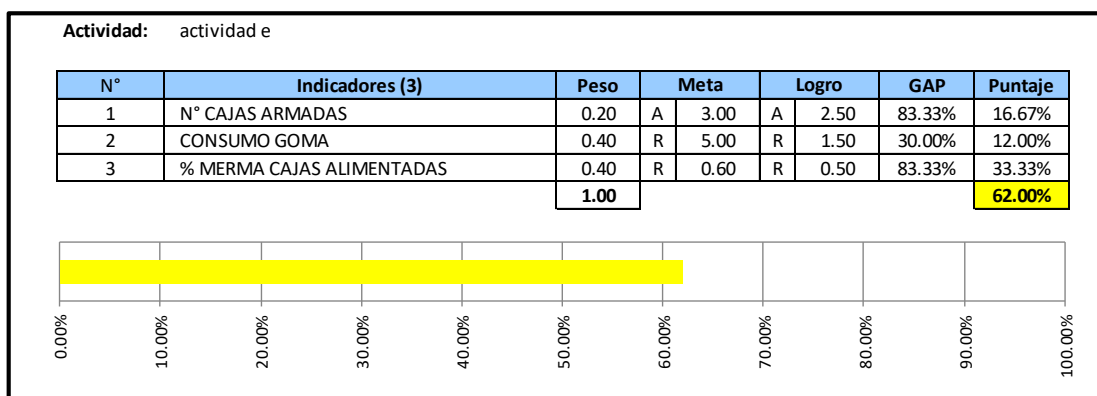 Actividad: actividad e
N° Indicadores (3) Peso Meta Logro GAP Puntaje
1 N° CAJAS ARMADAS 0.20 A 3.00 A 2.50 83.33% 16.67%
2 CONSUMO GOMA 0.40 R 5.00 R 1.50 30.00% 12.00%
3 % MERMA CAJAS ALIMENTADAS 0.40 R 0.60 R 0.50 83.33% 33.33%
1.00 62.00%
0.00% 10.00% 20.00% 30.00% 40.00% 50.00% 60.00% 70.00% 80.00% 90.00% 100.00%